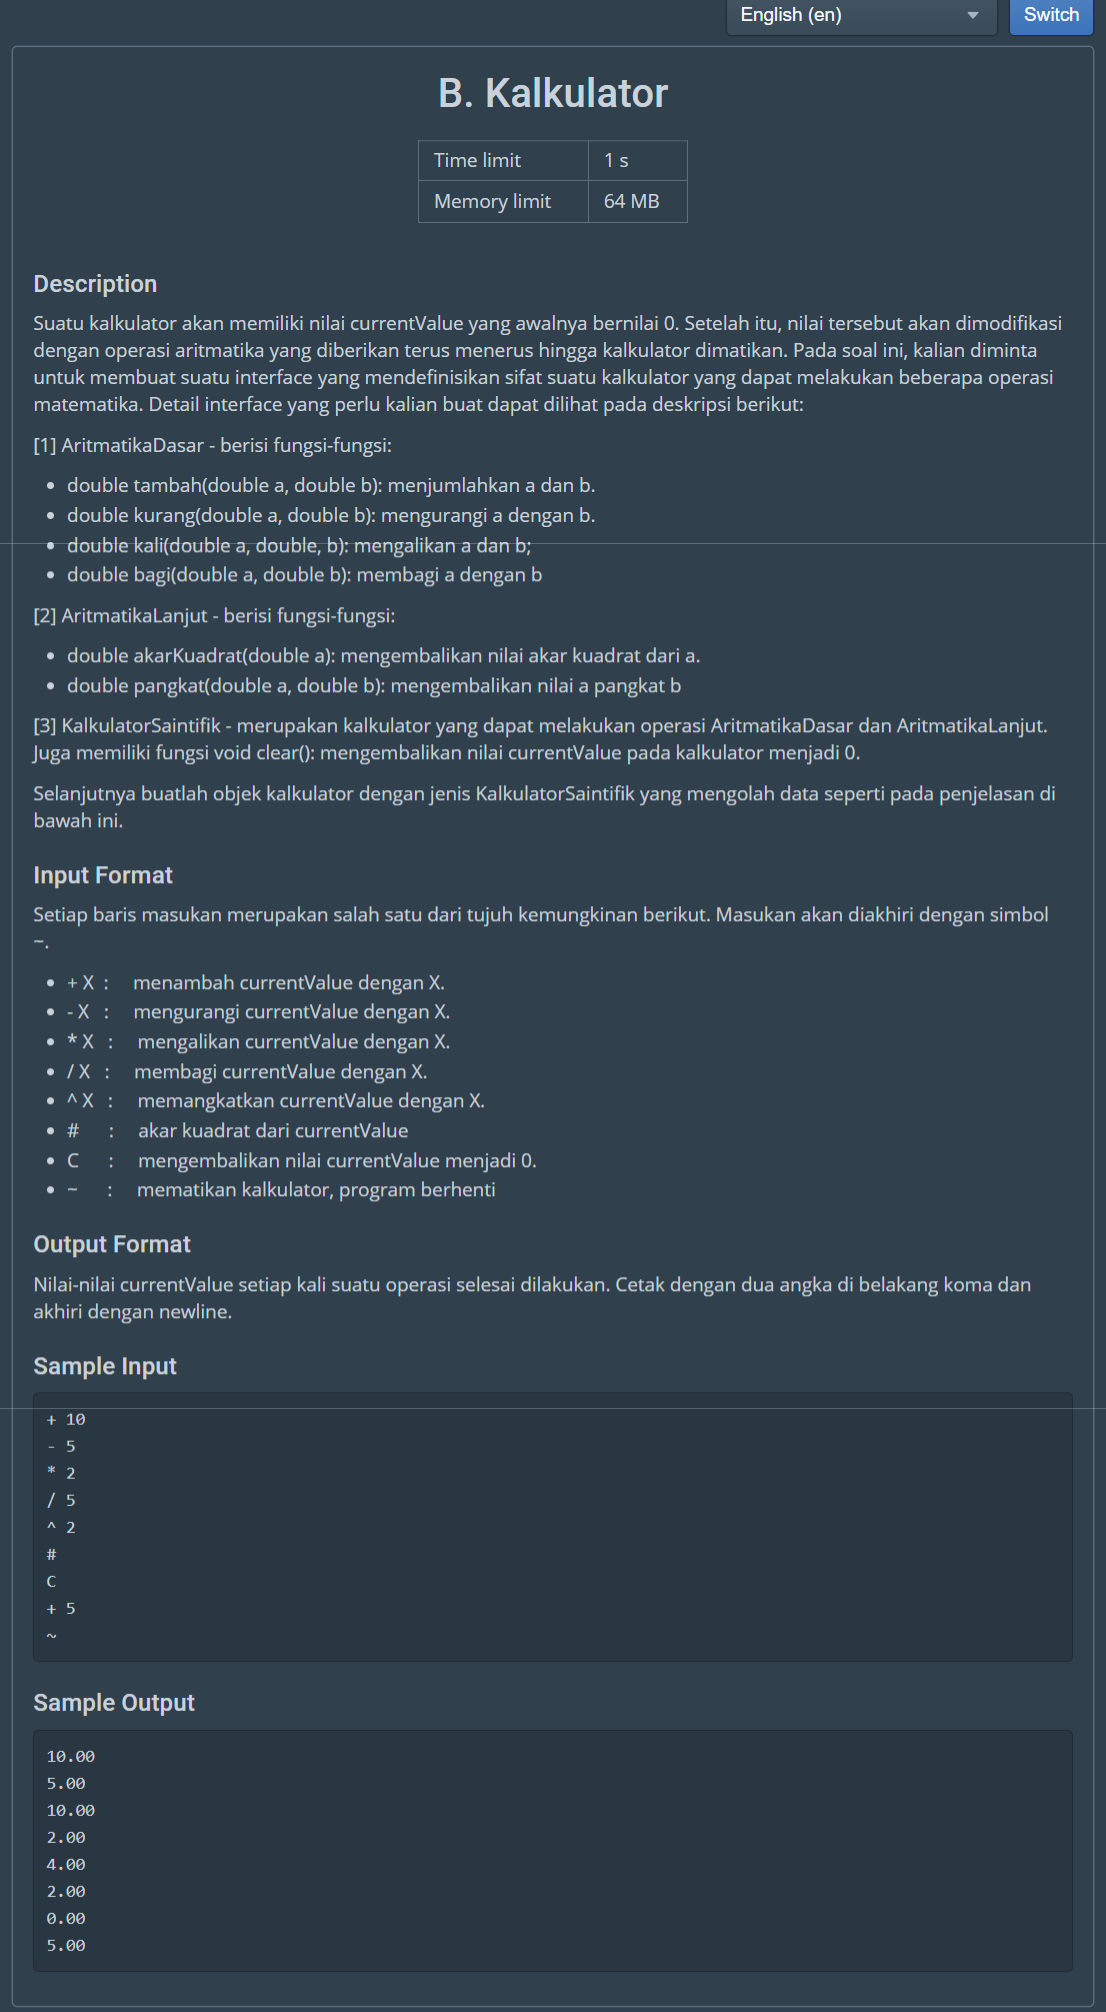 English (en)
Switch
B. Kalkulator
Time limit 1 s
Memory limit 64 MB
Description
Suatu kalkulator akan memiliki nilai currentValue yang awalnya bernilai 0. Setelah itu, nilai tersebut akan dimodifikasi
dengan operasi aritmatika yang diberikan terus menerus hingga kalkulator dimatikan. Pada soal ini, kalian diminta
untuk membuat suatu interface yang mendefinisikan sifat suatu kalkulator yang dapat melakukan beberapa operasi
matematika. Detail interface yang perlu kalian buat dapat dilihat pada deskripsi berikut:
[1] AritmatikaDasar - berisi fungsi-fungsi:
• double tambah(double a, double b): menjumlahkan a dan b.
• double kurang(double a, double b): mengurangi a dengan b.
• double kali(double a, double, b): mengalikan a dan b;
• double bagi(double a, double b): membagi a dengan b
[2] AritmatikaLanjut - berisi fungsi-fungsi:
• double akarKuadrat(double a): mengembalikan nilai akar kuadrat dari a.
• double pangkat(double a, double b): mengembalikan nilai a pangkat b
[3] KalkulatorSaintifik - merupakan kalkulator yang dapat melakukan operasi AritmatikaDasar dan AritmatikaLanjut.
Juga memiliki fungsi void clear(): mengembalikan nilai currentValue pada kalkulator menjadi 0.
Selanjutnya buatlah objek kalkulator dengan jenis KalkulatorSaintifik yang mengolah data seperti pada penjelasan di
bawah ini.
Input Format
Setiap baris masukan merupakan salah satu dari tujuh kemungkinan berikut. Masukan akan diakhiri dengan simbol
~.
• + X : menambah currentValue dengan X.
• - X : mengurangi currentValue dengan X.
• * X : mengalikan currentValue dengan X.
• / X : membagi currentValue dengan X.
• ^ X : memangkatkan currentValue dengan X.
• # : akar kuadrat dari currentValue
• C : mengembalikan nilai currentValue menjadi 0.
• ~ : mematikan kalkulator, program berhenti
Output Format
Nilai-nilai currentValue setiap kali suatu operasi selesai dilakukan. Cetak dengan dua angka di belakang koma dan
akhiri dengan newline.
Sample Input
+ 10
- 5
* 2
/ 5
^ 2
#
C
+ 5
~
Sample Output
10.00
5.00
10.00
2.00
4.00
2.00
0.00
5.00